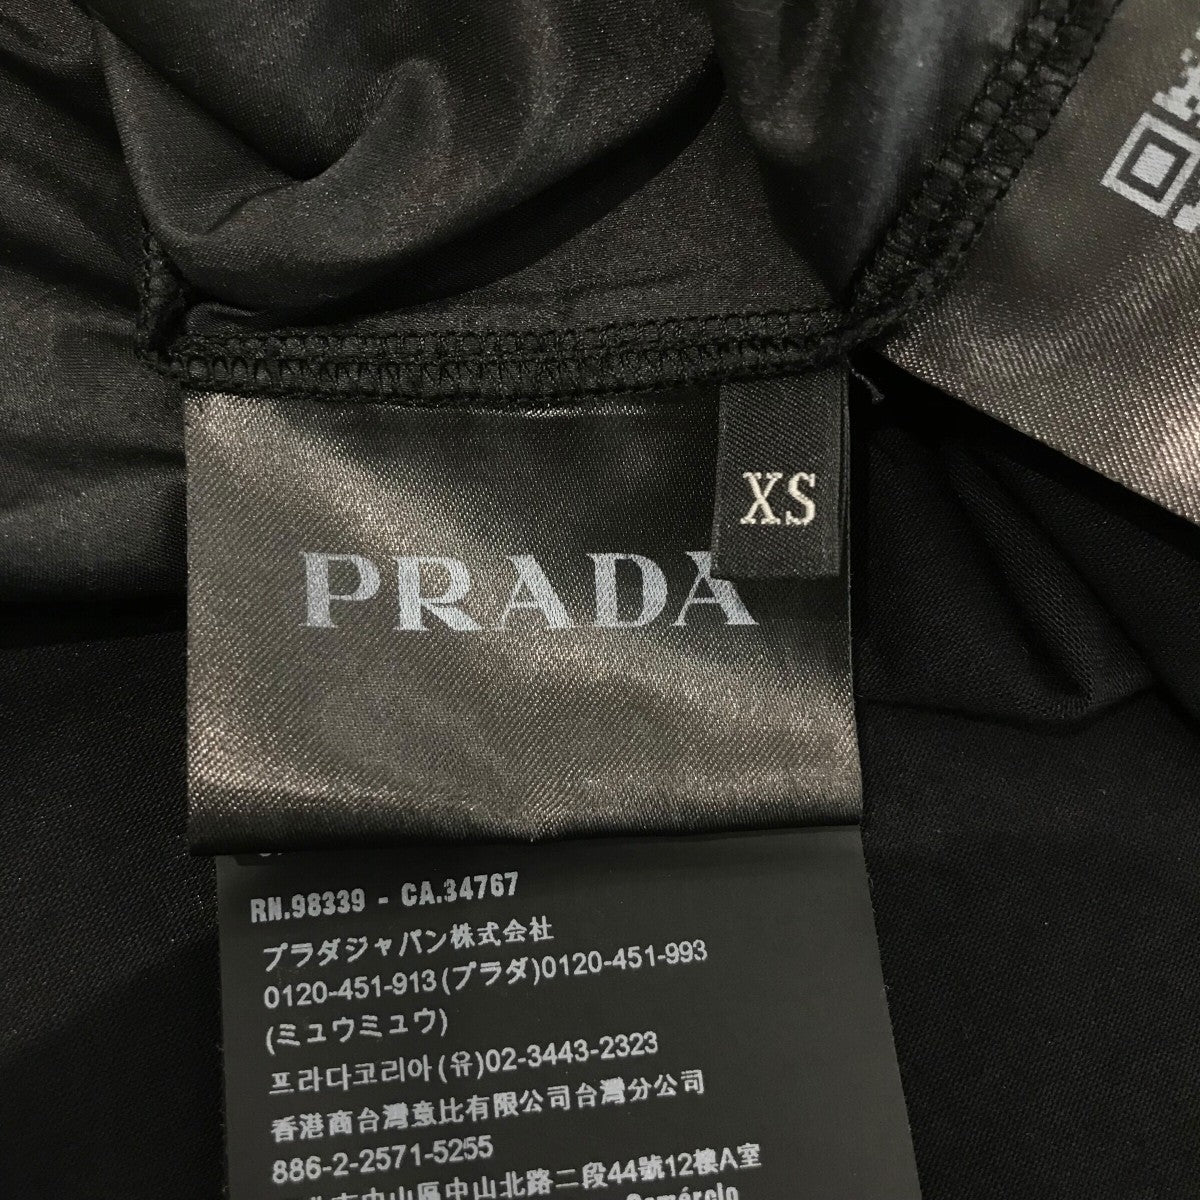 XS
PRADA
RN.98339 - CA.34767
プラダジャパン株式会社
0120-451-913(プラダ)0120-451-993
(ミュウミュウ)
프라다코리아(유)02-3443-2323
香港商台灣意比有限公司台灣分公司
886-2-2571-5255
中山區中山北路二段44號12樓A室
Comércio